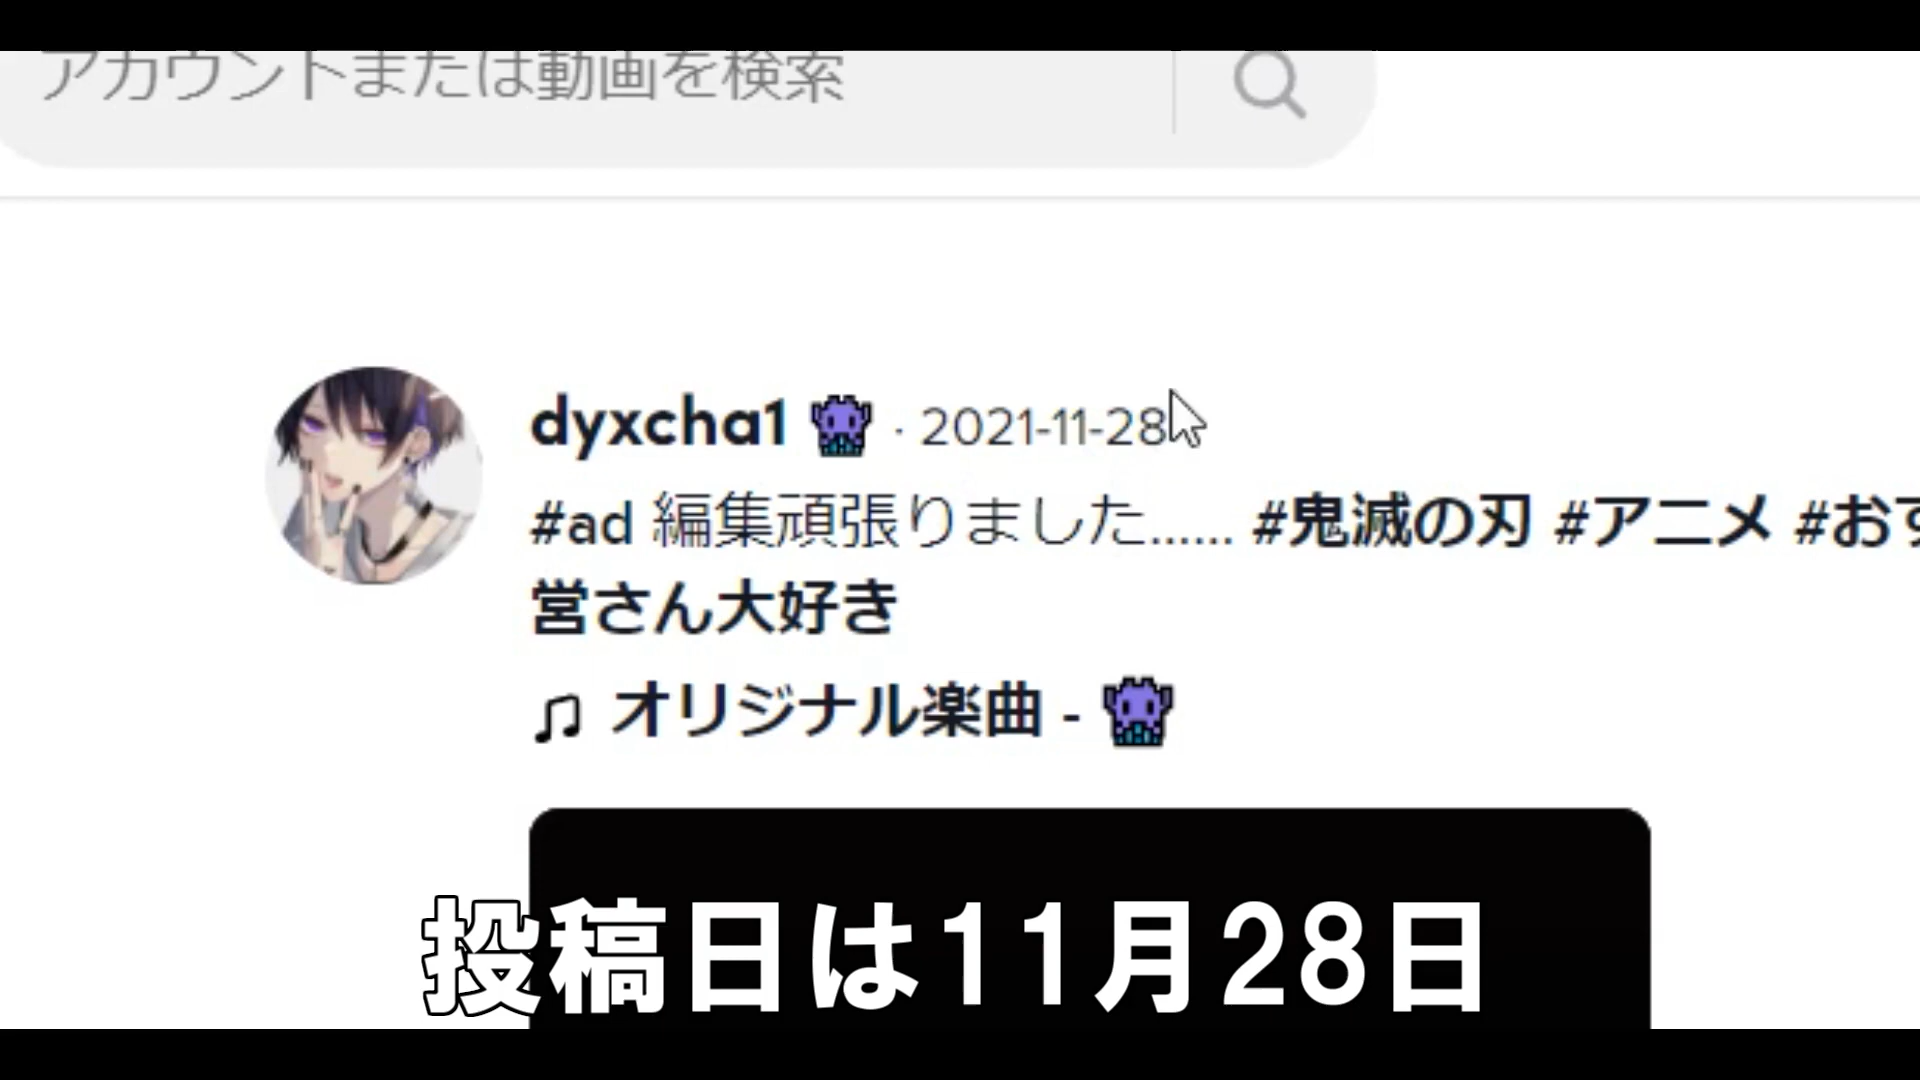 アカウントまたは動画を検索
dyxcha1 · 2021-11-28
#ad 編集頑張りました...... #鬼滅の刃 #アニメ #おす
営さん大好き
♫ オリジナル楽曲 -
投稿日は11月28日